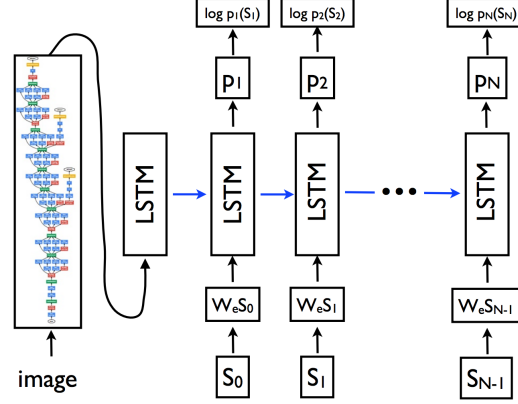 log p1(S1) log p2(S2) log pN(SN)
p1 p2 pN
LSTM LSTM LSTM LSTM
WeS0 WeS1 WeSN-1
image S0 S1 SN-1